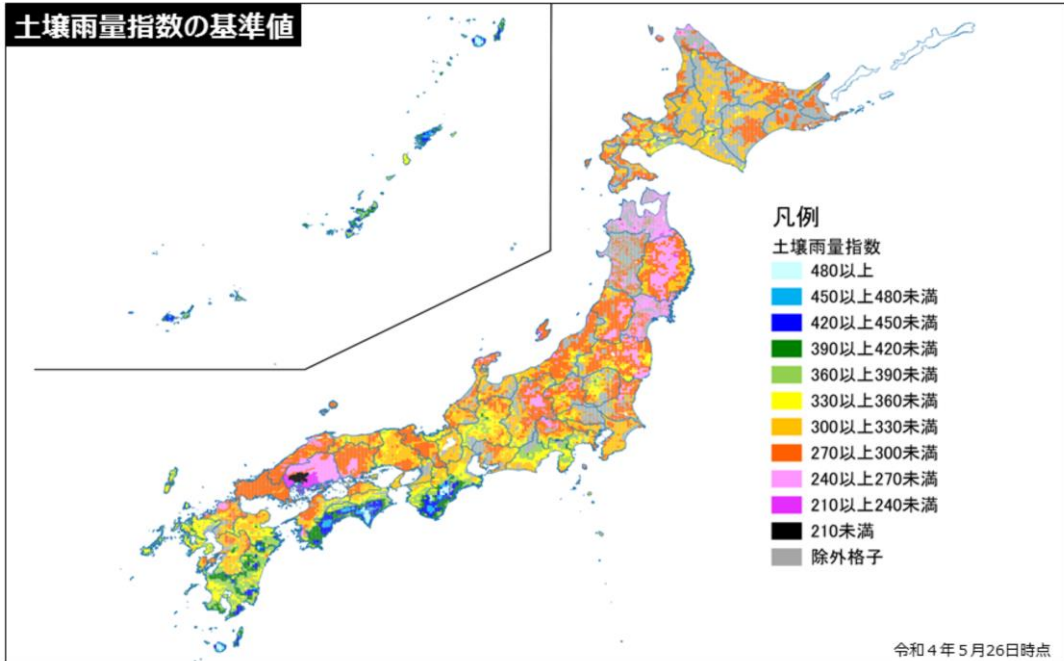 土壌雨量指数の基準値
凡例
土壌雨量指数
480以上
450以上480未満
420以上450未満
390以上420未満
360以上390未満
330以上360未満
300以上330未満
270以上300未満
240以上270未満
210以上240未満
210未満
除外格子
令和４年５月26日時点